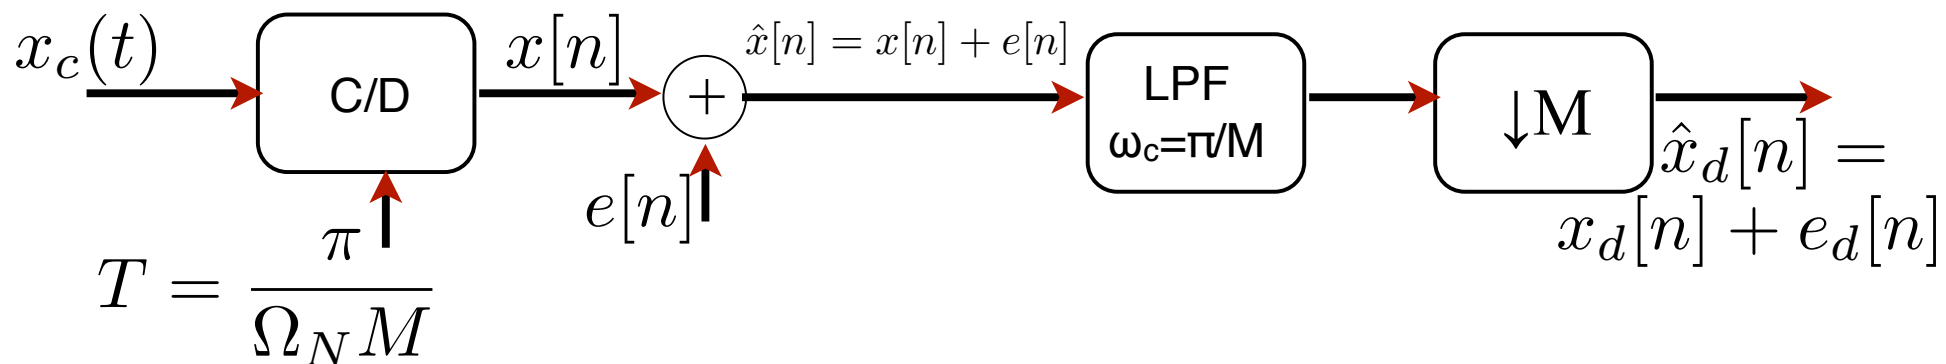 x_c(t)
C/D
x[n]
+
x̂[n] = x[n] + e[n]
LPF
ω_c=π/M
↓M
x̂_d[n] =
x_d[n] + e_d[n]
e[n]
T = π / Ω_N M